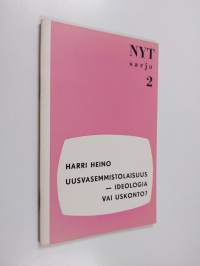 NYT
sarja
2
HARRI HEINO
UUSVASEMMISTOLAISUUS
— IDEOLOGIA
VAI USKONTO?